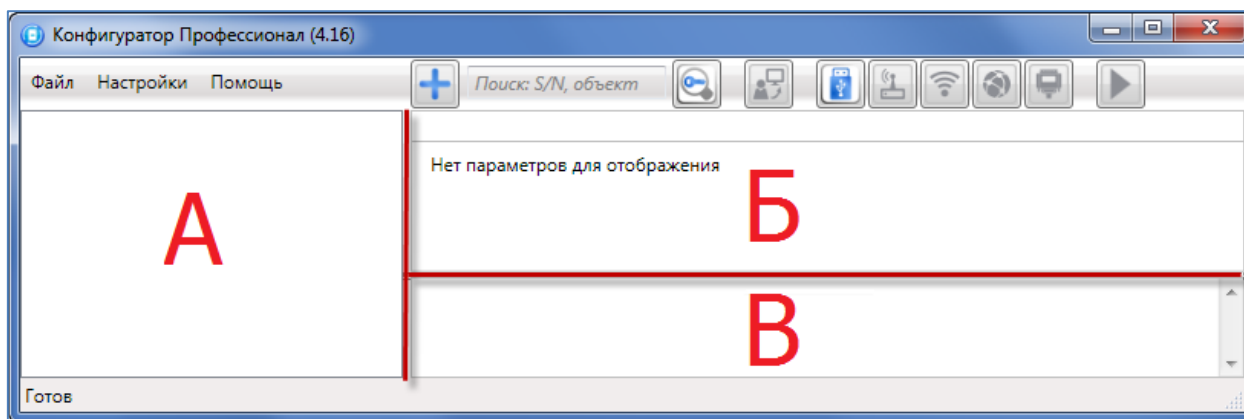 Конфигуратор Профессионал (4.16)
Файл Настройки Помощь Поиск: S/N, объект
Нет параметров для отображения
А
Б
В
Готов